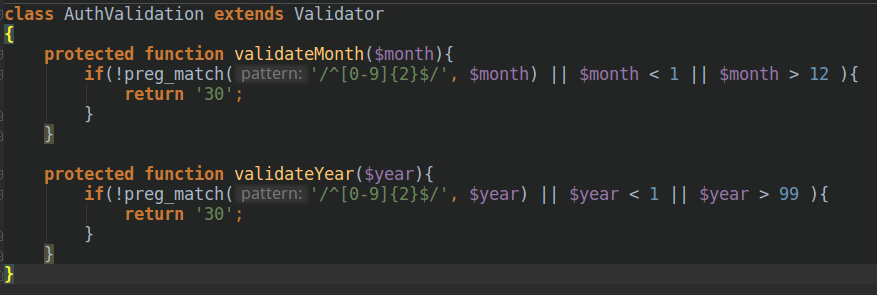 class AuthValidation extends Validator
{
    protected function validateMonth($month){
        if(!preg_match( pattern: '/^[0-9]{2}$/', $month) || $month < 1 || $month > 12 ){
            return '30';
        }
    }

    protected function validateYear($year){
        if(!preg_match( pattern: '/^[0-9]{2}$/', $year) || $year < 1 || $year > 99 ){
            return '30';
        }
    }
}